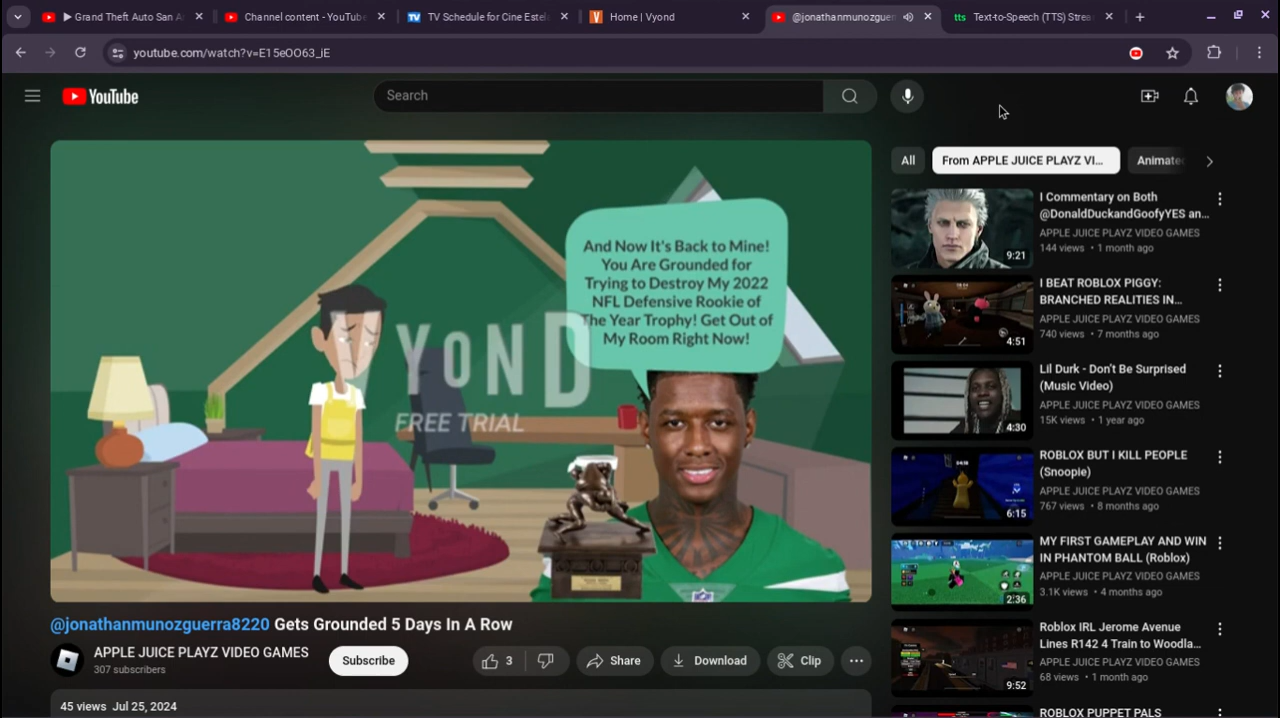 Grand Theft Auto San A
Channel content - YouTube
TV Schedule for Cine Estel
Home | Vyond
@jonathanmunozguer
tts
Text-to-Speech (TTS) Strea
youtube.com/watch?v=E15eOO63_iE
YouTube
Search
And Now It's Back to Mine!
You Are Grounded for
Trying to Destroy My 2022
NFL Defensive Rookie of
The Year Trophy! Get Out of
My Room Right Now!
VYOND
FREE TRIAL
@jonathanmunozguerra8220 Gets Grounded 5 Days In A Row
APPLE JUICE PLAYZ VIDEO GAMES
307 subscribers
Subscribe
3
Share
Download
Clip
45 views Jul 25, 2024
All
From APPLE JUICE PLAYZ VI...
Animate
9:21
I Commentary on Both
@DonaldDuckandGoofyYES an...
APPLE JUICE PLAYZ VIDEO GAMES
144 views • 1 month ago
4:51
I BEAT ROBLOX PIGGY:
BRANCHED REALITIES IN...
APPLE JUICE PLAYZ VIDEO GAMES
740 views • 7 months ago
4:30
Lil Durk - Don't Be Surprised
(Music Video)
APPLE JUICE PLAYZ VIDEO GAMES
15K views • 1 year ago
6:15
ROBLOX BUT I KILL PEOPLE
(Snoopie)
APPLE JUICE PLAYZ VIDEO GAMES
767 views • 8 months ago
2:36
MY FIRST GAMEPLAY AND WIN
IN PHANTOM BALL (Roblox)
APPLE JUICE PLAYZ VIDEO GAMES
3.1K views • 4 months ago
9:52
Roblox IRL Jerome Avenue
Lines R142 4 Train to Woodla...
APPLE JUICE PLAYZ VIDEO GAMES
68 views • 1 month ago
ROBLOX PUPPET PALS